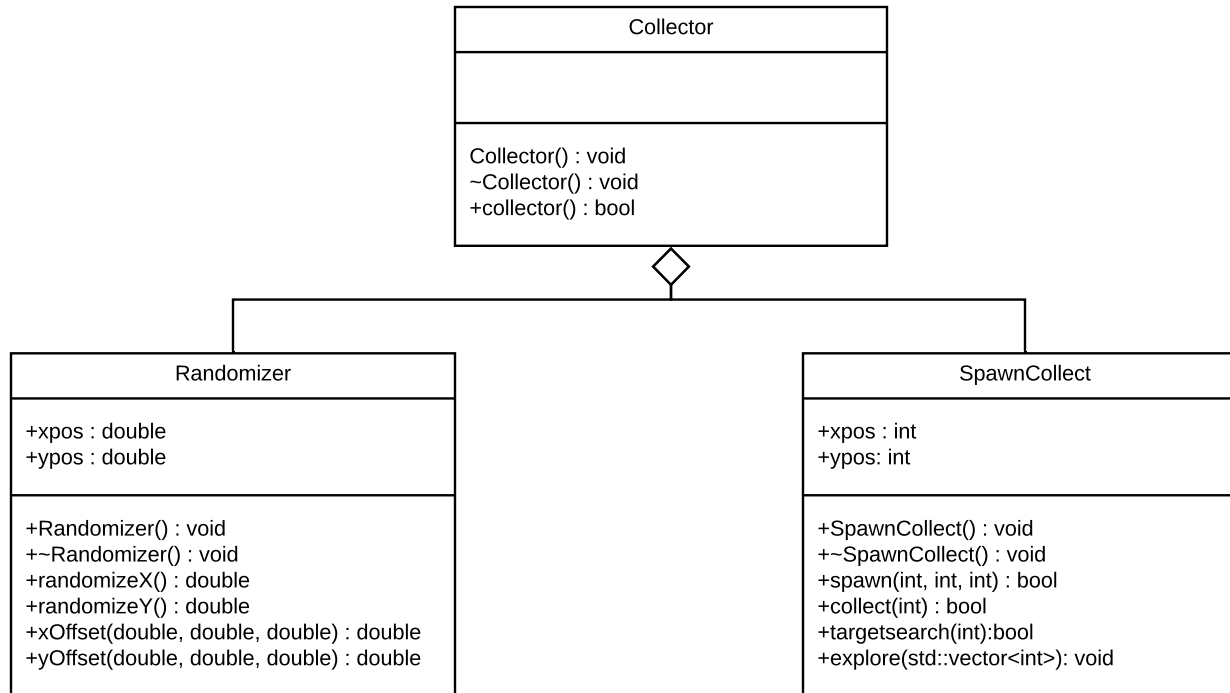 Collector
Collector() : void
~Collector() : void
+collector() : bool
Randomizer
+xpos : double
+ypos : double
+Randomizer() : void
+~Randomizer() : void
+randomizeX() : double
+randomizeY() : double
+xOffset(double, double, double) : double
+yOffset(double, double, double) : double
SpawnCollect
+xpos : int
+ypos: int
+SpawnCollect() : void
+~SpawnCollect() : void
+spawn(int, int, int) : bool
+collect(int) : bool
+targetsearch(int):bool
+explore(std::vector<int>): void